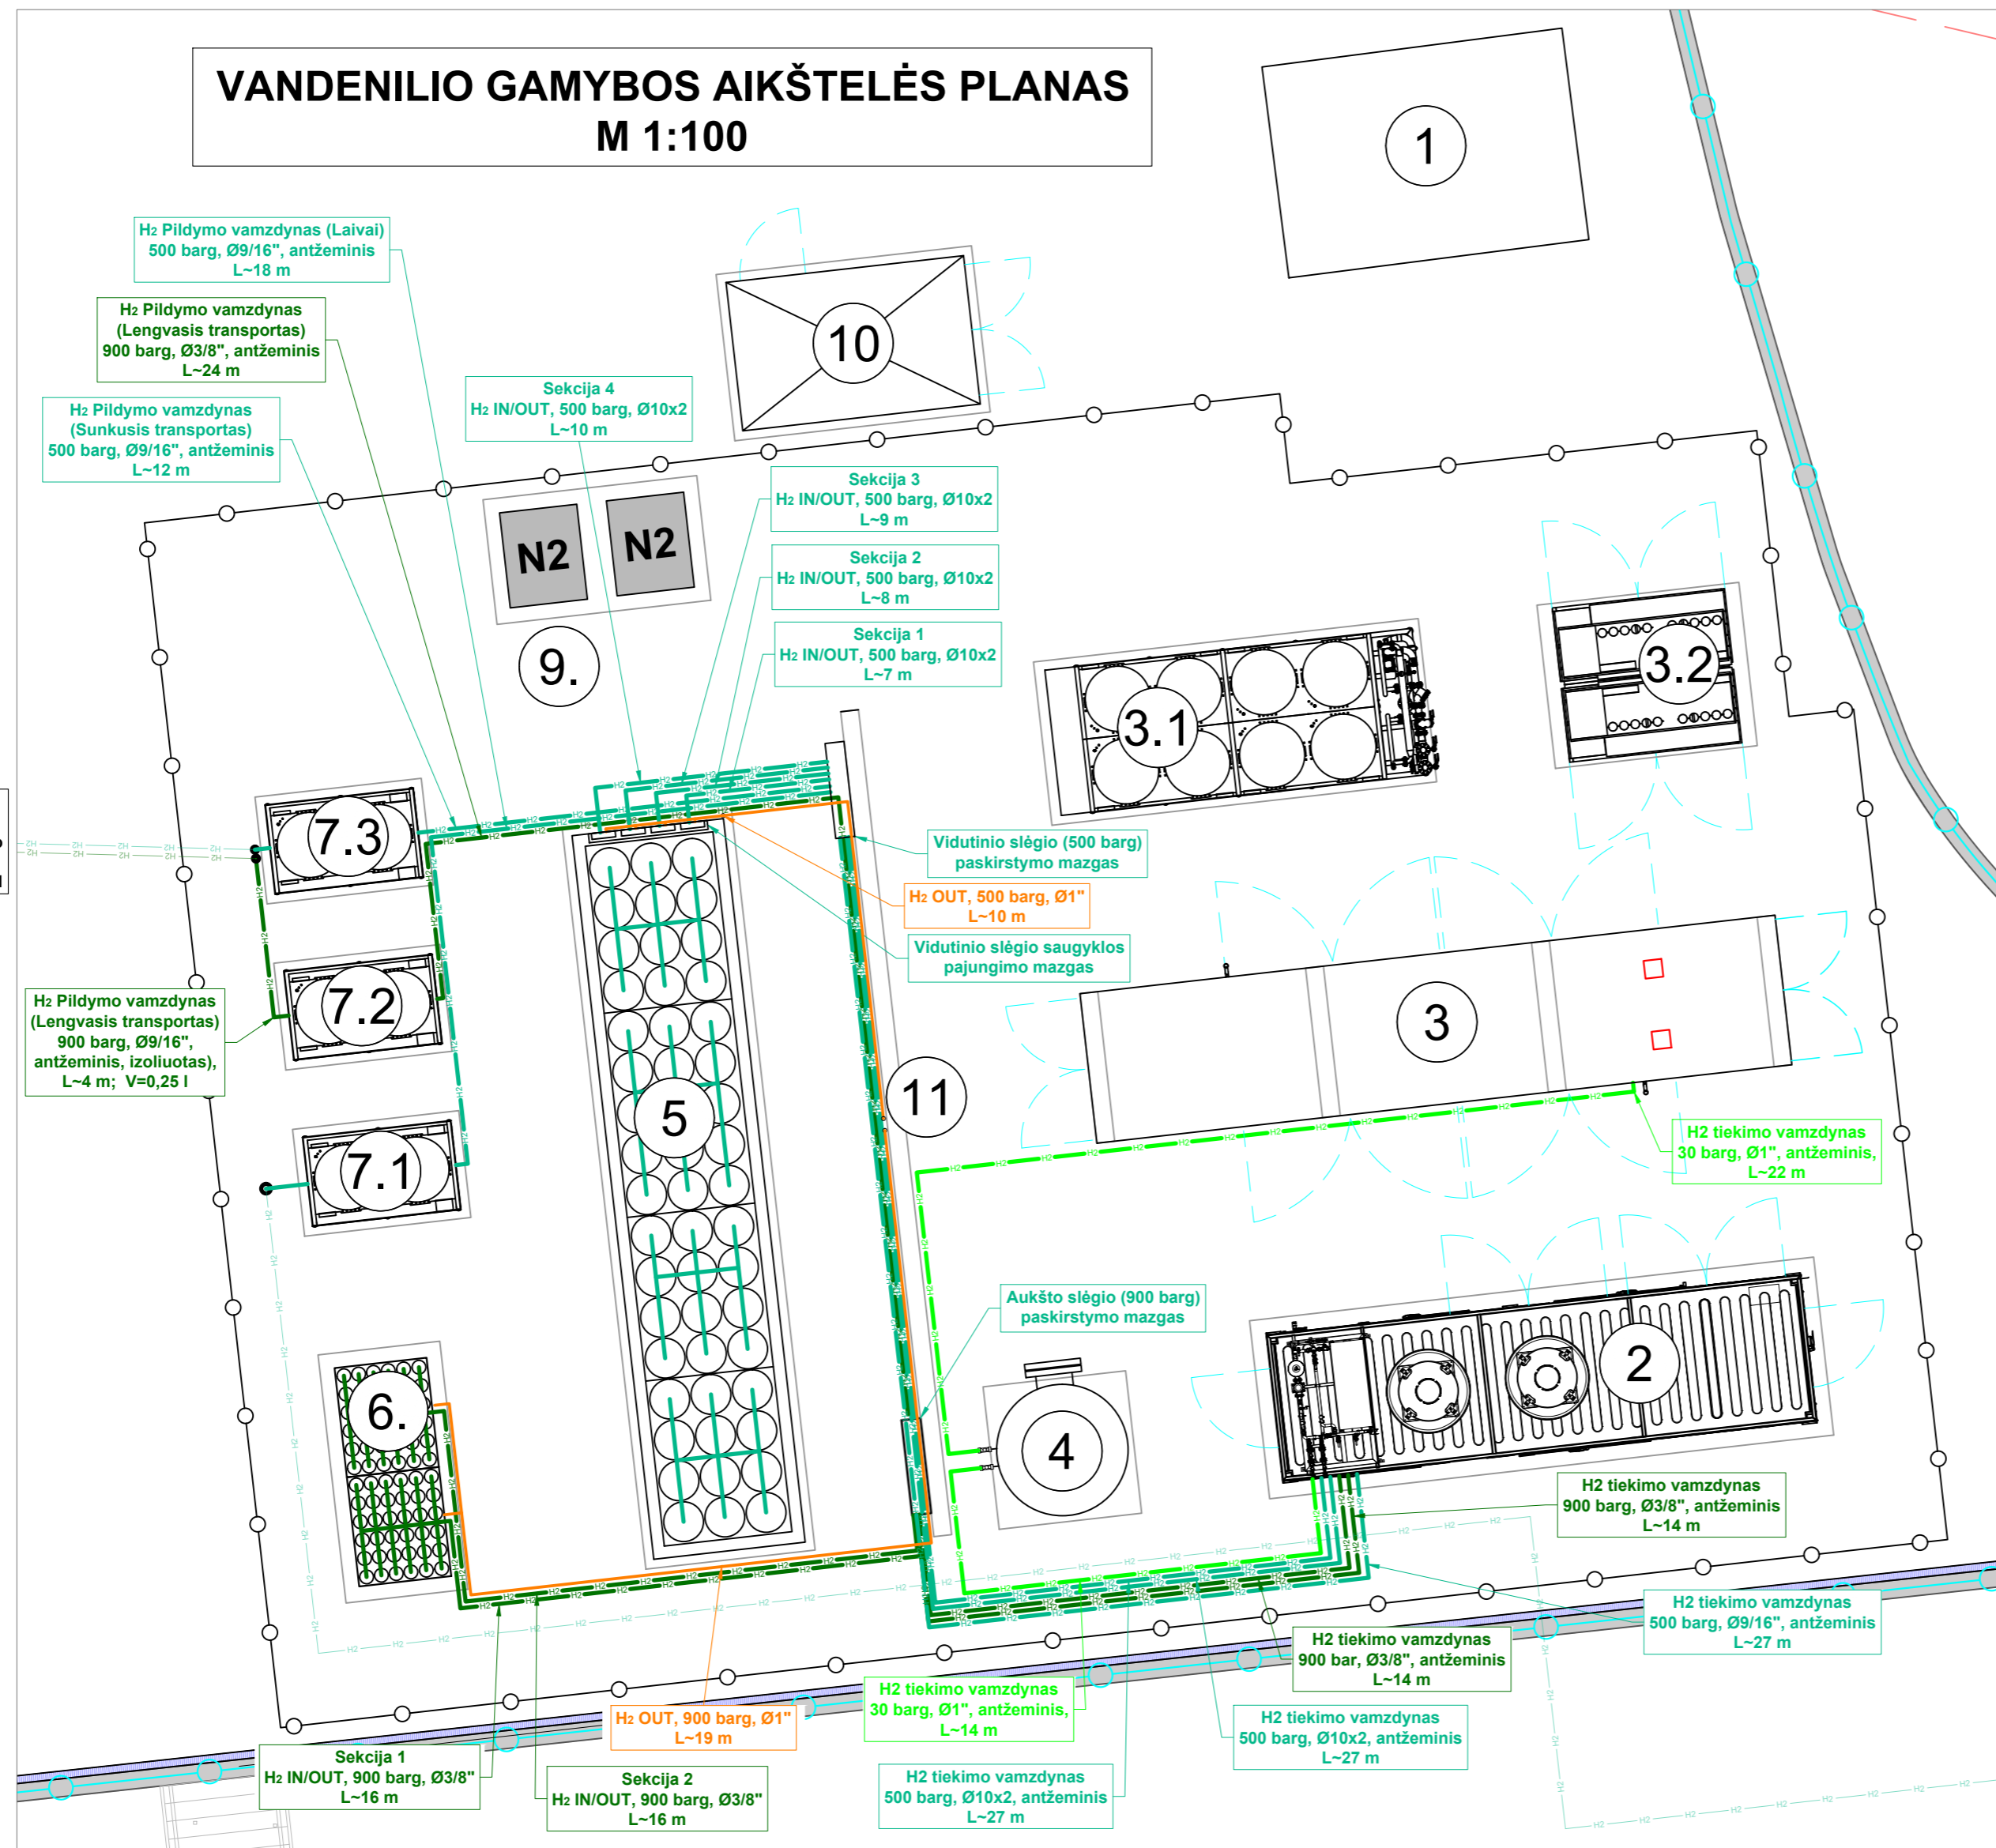 VANDENILIO GAMYBOS AIKŠTELĖS PLANAS
M 1:100
1
H2 Pildymo vamzdynas (Laivai)
500 barg, Ø9/16", antžeminis
L~18 m
H2 Pildymo vamzdynas
(Lengvasis transportas)
900 barg, Ø3/8", antžeminis
L~24 m
10
H2 Pildymo vamzdynas
(Sunkusis transportas)
500 barg, Ø9/16", antžeminis
L~12 m
Sekcija 4
H2 IN/OUT, 500 barg, Ø10x2
L~10 m
Sekcija 3
H2 IN/OUT, 500 barg, Ø10x2
L~9 m
N2
N2
Sekcija 2
H2 IN/OUT, 500 barg, Ø10x2
L~8 m
Sekcija 1
H2 IN/OUT, 500 barg, Ø10x2
L~7 m
9.
3.1
3.2
7.3
Vidutinio slėgio (500 barg)
paskirstymo mazgas
H2 OUT, 500 barg, Ø1"
L~10 m
Vidutinio slėgio saugyklos
pajungimo mazgas
7.2
3
H2 Pildymo vamzdynas
(Lengvasis transportas)
900 barg, Ø9/16",
antžeminis, izoliuotas),
L~4 m; V=0,25 l
5
11
7.1
H2 tiekimo vamzdynas
30 barg, Ø1", antžeminis,
L~22 m
Aukšto slėgio (900 barg)
paskirstymo mazgas
2
6.
4
H2 tiekimo vamzdynas
900 barg, Ø3/8", antžeminis
L~14 m
H2 tiekimo vamzdynas
500 barg, Ø9/16", antžeminis
L~27 m
H2 tiekimo vamzdynas
900 bar, Ø3/8", antžeminis
L~14 m
H2 tiekimo vamzdynas
30 barg, Ø1", antžeminis,
L~14 m
H2 OUT, 900 barg, Ø1"
L~19 m
H2 tiekimo vamzdynas
500 barg, Ø10x2, antžeminis
L~27 m
Sekcija 1
H2 IN/OUT, 900 barg, Ø3/8"
L~16 m
Sekcija 2
H2 IN/OUT, 900 barg, Ø3/8"
L~16 m
H2 tiekimo vamzdynas
500 barg, Ø10x2, antžeminis
L~27 m